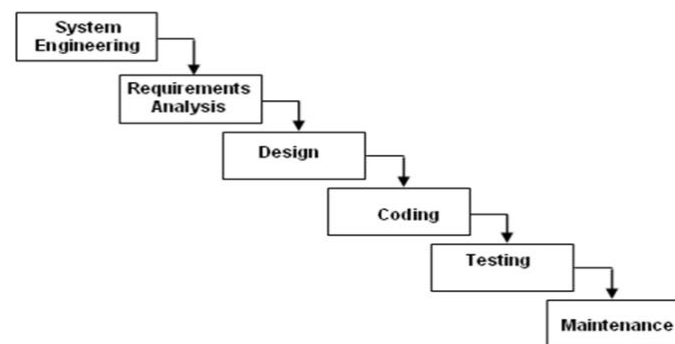 System
Engineering
Requirements
Analysis
Design
Coding
Testing
Maintenance